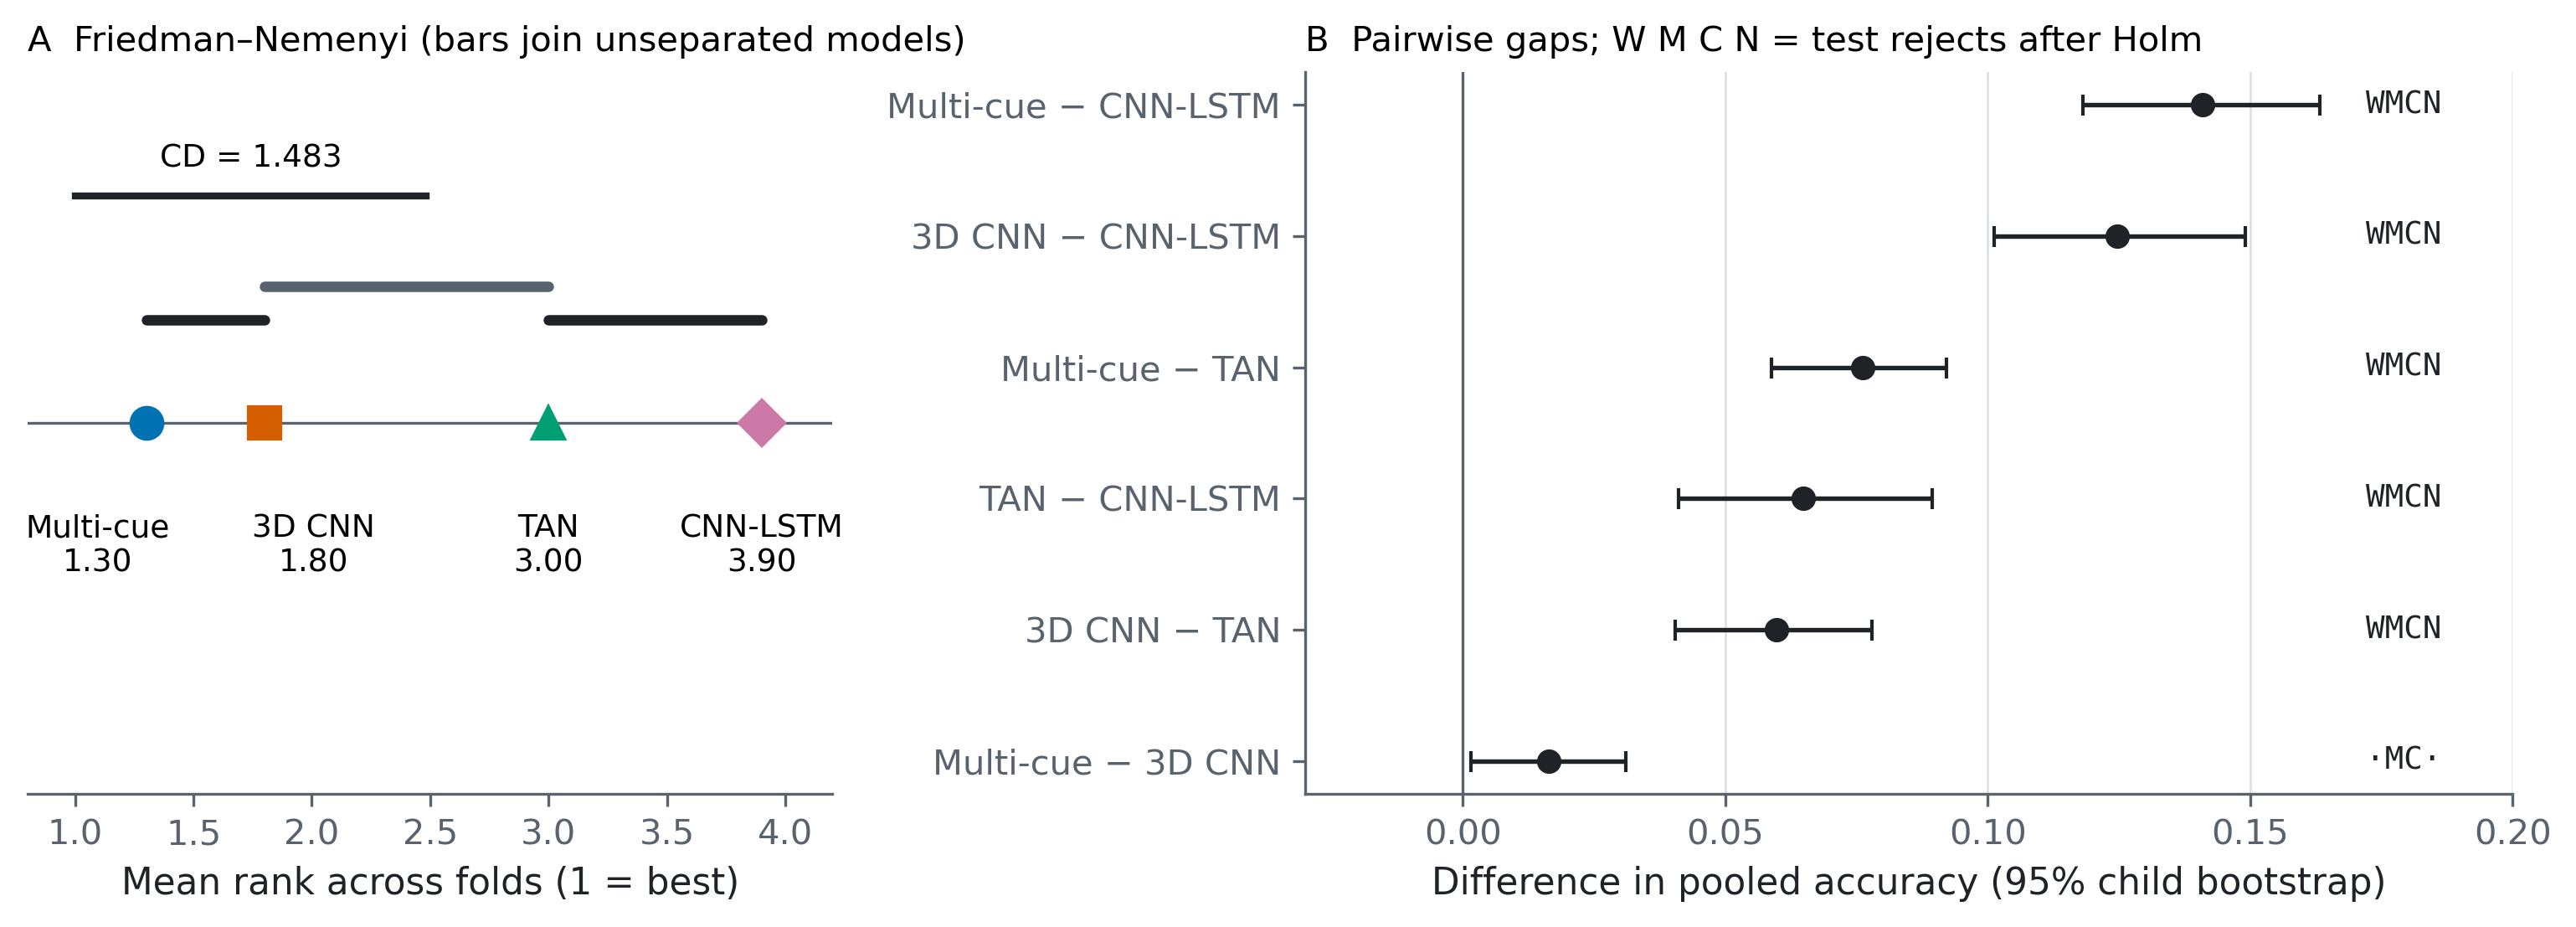 A  Friedman–Nemenyi (bars join unseparated models)
CD = 1.483
Multi-cue
1.30
3D CNN
1.80
TAN
3.00
CNN-LSTM
3.90
1.0 1.5 2.0 2.5 3.0 3.5 4.0
Mean rank across folds (1 = best)
B  Pairwise gaps; W M C N = test rejects after Holm
Multi-cue − CNN-LSTM WMCN
3D CNN − CNN-LSTM WMCN
Multi-cue − TAN WMCN
TAN − CNN-LSTM WMCN
3D CNN − TAN WMCN
Multi-cue − 3D CNN ·MC·
0.00 0.05 0.10 0.15 0.20
Difference in pooled accuracy (95% child bootstrap)